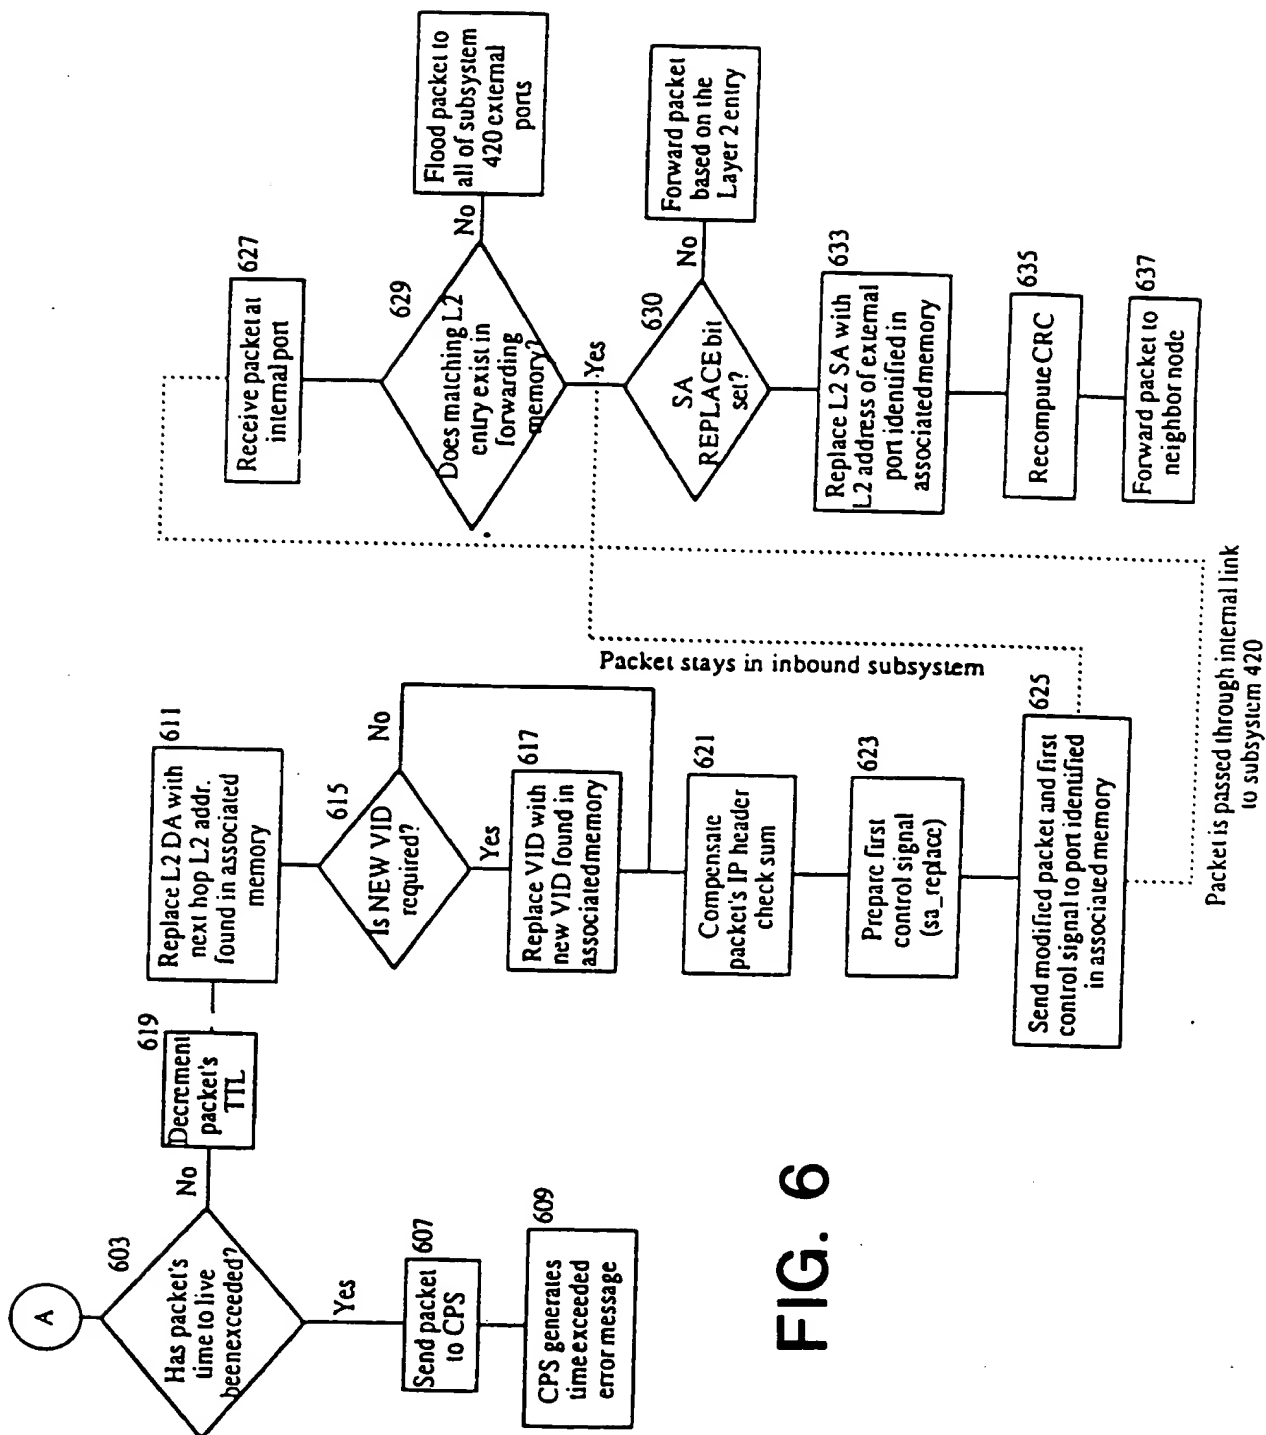 A
603
Has packet's
time to live
beenexceeded?
No
Yes
607
Send packet
to CPS
609
CPS generates
time exceeded
error message
619
Decrement
packet's
TTL
611
Replace L2 DA with
next hop L2 addr.
found in associated
memory
615
Is NEW VID
required?
No
Yes
617
Replace VID with
new VID found in
associated memory
621
Compensate
packet's IP header
check sum
623
Prepare first
control signal
(sa_replace)
625
Send modified packet and first
control signal to port identified
in associated memory
Packet stays in inbound subsystem
Packet is passed through internal link
to subsystem 420
627
Receive packet at
internal port
629
Does matching L2
entry exist in
forwarding
memory?
No
Flood packet to
all of subsystem
420 external
ports
Yes
630
SA
REPLACE bit
set?
No
Forward packet
based on the
Layer 2 entry
633
Replace L2 SA with
L2 address of external
port identified in
associated memory
635
Recompute CRC
637
Forward packet to
neighbor node
FIG. 6